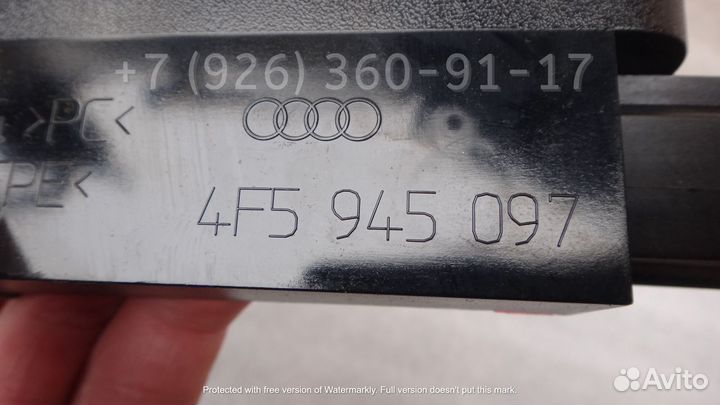 +7 (926) 360-91-17
>PC<
PE<
4F5 945 097
Protected with free version of Watermarkly. Full version doesn't put this mark.
Avito